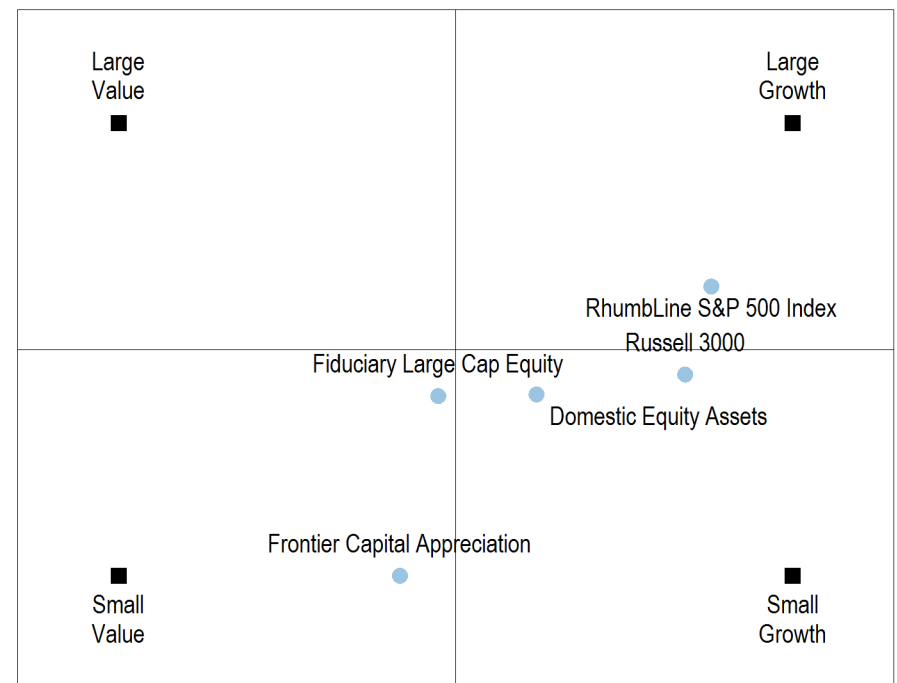 Large
Value
Large
Growth
RhumbLine S&P 500 Index
Russell 3000
Fiduciary Large Cap Equity
Domestic Equity Assets
Frontier Capital Appreciation
Small
Value
Small
Growth